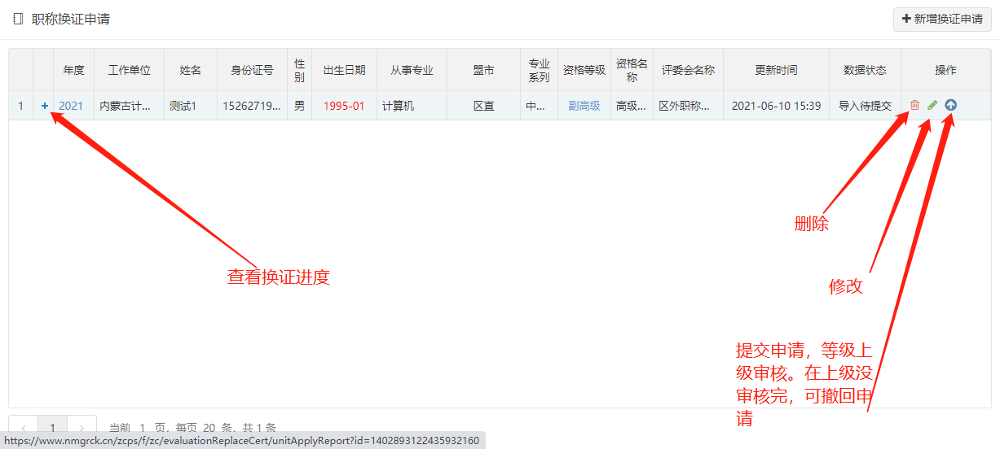 职称换证申请
新增换证申请
年度 工作单位 姓名 身份证号 性别 出生日期 从事专业 盟市 专业系列 资格等级 资格名称 评委会名称 更新时间 数据状态 操作
1 + 2021 内蒙古计... 测试1 15262719... 男 1995-01 计算机 区直 中... 副高级 高级... 区外职称... 2021-06-10 15:39 导入待提交
删除
查看换证进度
修改
提交申请，等级上
级审核。在上级没
审核完，可撤回申
请
‹ 1 › 当前 1 页，每页 20 条，共 1 条
https://www.nmgrck.cn/zcps/f/zc/evaluationReplaceCert/unitApplyReport?id=1402893122435932160